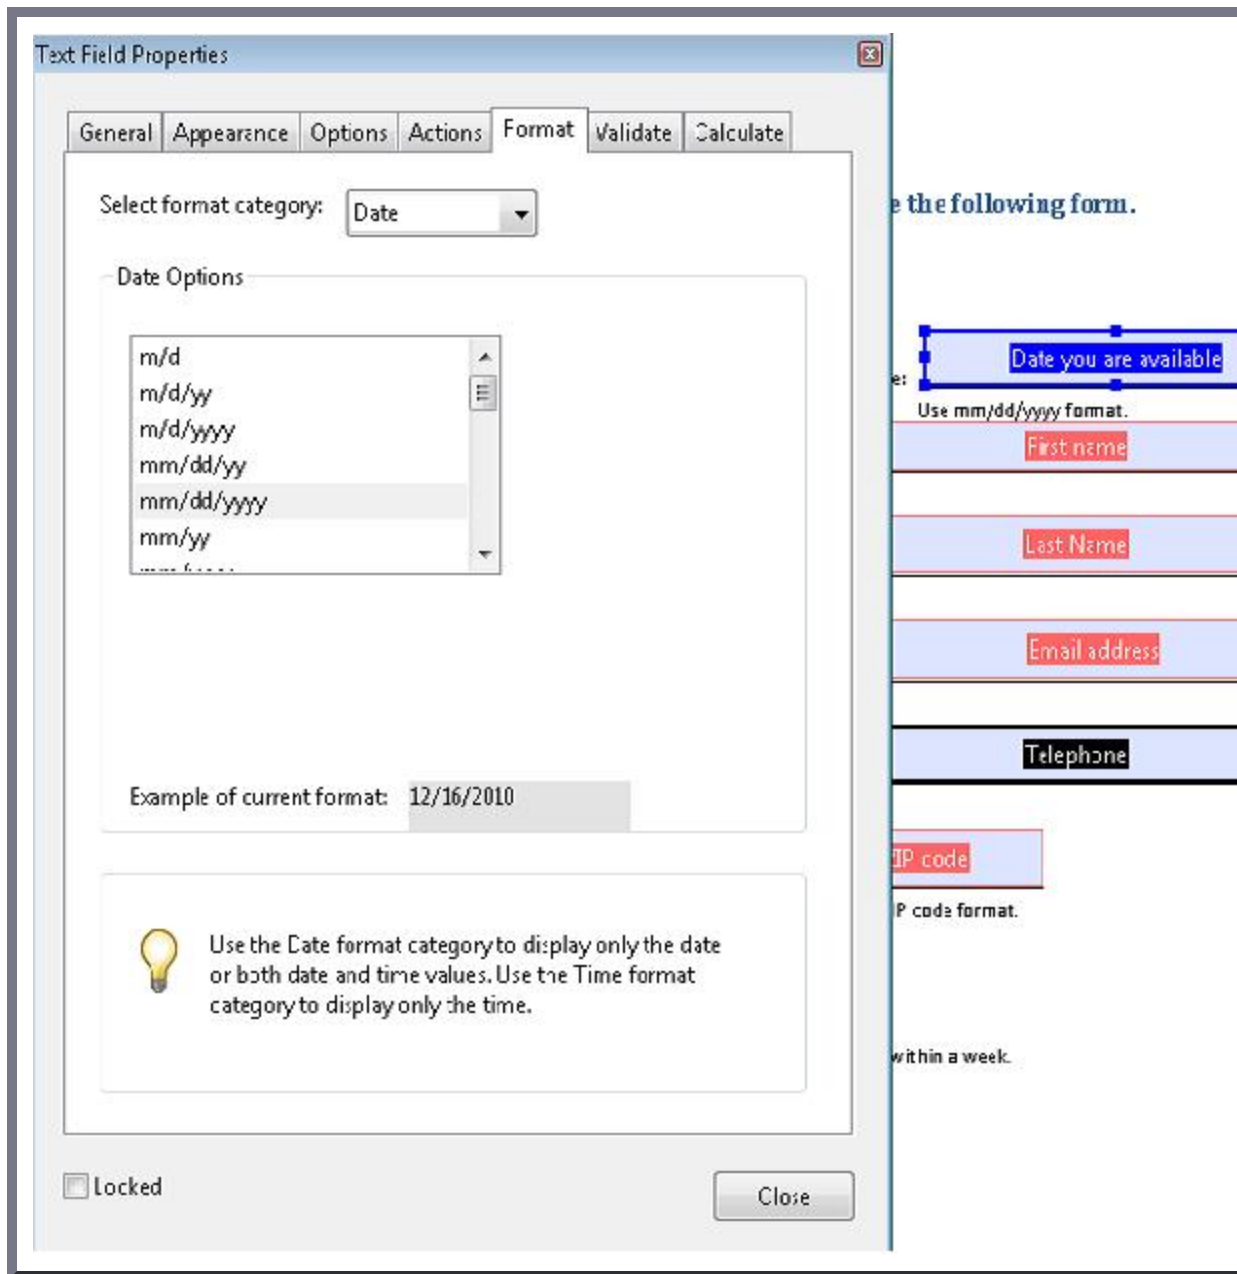 Text Field Properties
General Appearance Options Actions Format Validate Calculate
Select format category: Date
Date Options
m/d
m/d/yy
m/d/yyyy
mm/dd/yy
mm/dd/yyyy
mm/yy
Example of current format: 12/16/2010
Use the Date format category to display only the date
or both date and time values. Use the Time format
category to display only the time.
Locked
Close
e the following form.
e:
Date you are available
Use mm/dd/yyyy format.
First name
Last Name
Email address
Telephone
ZIP code
IP code format.
within a week.